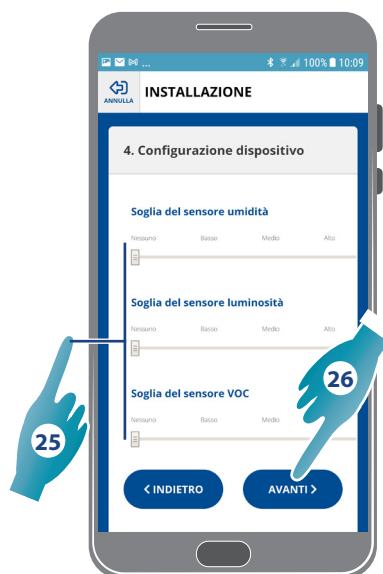 ... 100% 10:09
ANNULLA INSTALLAZIONE
4. Configurazione dispositivo
Soglia del sensore umidità
Nessuno Basso Medio Alto
Soglia del sensore luminosità
Nessuno Basso Medio Alto
Soglia del sensore VOC
Nessuno Basso Medio
< INDIETRO AVANTI >
25
26